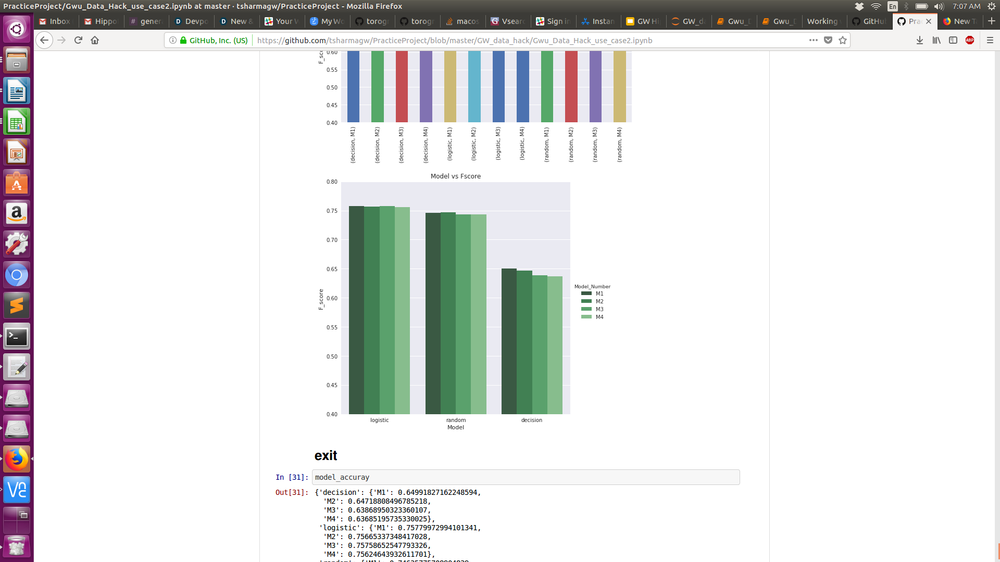 PracticeProject/Gwu_Data_Hack_use_case2.ipynb at master · tsharmagw/PracticeProject - Mozilla Firefox
En
7:07 AM
Inbox
Hippo
gener
Devpo
New &
Your W
My Wo
torogr
torogr
macos
Vsear
Sign in
Instan
GW Hi
GW_d
Gwu_D
Gwu_D
Working
GitHu
Prac
New T
GitHub, Inc. (US)
https://github.com/tsharmagw/PracticeProject/blob/master/GW_data_hack/Gwu_Data_Hack_use_case2.ipynb
ABP
F_sc
0.60
0.55
0.50
0.45
0.40
(decision, M1)
(decision, M2)
(decision, M3)
(decision, M4)
(logistic, M1)
(logistic, M2)
(logistic, M3)
(logistic, M4)
(random, M1)
(random, M2)
(random, M3)
(random, M4)
Model vs Fscore
0.80
0.75
0.70
0.65
0.60
0.55
0.50
0.45
0.40
F_score
logistic
random
decision
Model
Model_Number
M1
M2
M3
M4
exit
In [31]: model_accuray
Out[31]: {'decision': {'M1': 0.64991827162248594,
'M2': 0.64718808496785218,
'M3': 0.63868950323360107,
'M4': 0.63685195735330025},
'logistic': {'M1': 0.75779972994101341,
'M2': 0.75665337348417028,
'M3': 0.75758652547793326,
'M4': 0.75624643932611701},